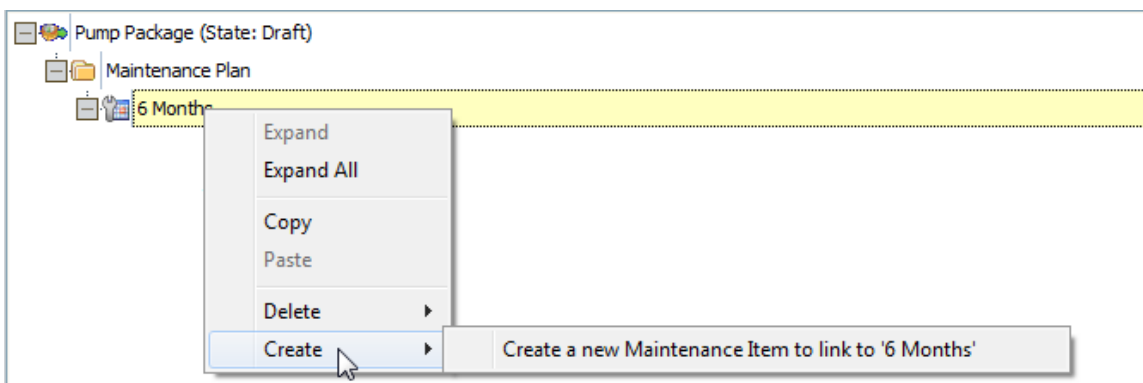 Pump Package (State: Draft)
Maintenance Plan
6 Months
Expand
Expand All
Copy
Paste
Delete
Create
Create a new Maintenance Item to link to '6 Months'